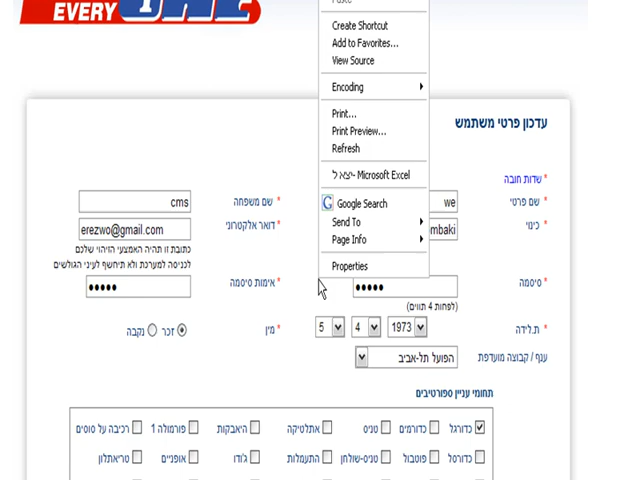 EVERY
Paste
Create Shortcut
Add to Favorites...
View Source
Encoding
Print...
Print Preview...
Refresh
יצא ל- Microsoft Excel
G Google Search
Send To
Page Info
Properties
עדכון פרטי משתמש
* שדות חובה
* שם פרטי we * שם משפחה cms
* כינוי mbaki * דואר אלקטרוני erezwo@gmail.com
כתובת זו תהיה האמצעי הזיהוי שלכם
לכניסה למערכת ולא תיחשף לעיני הגולשים
* סיסמה ●●●●● * אימות סיסמה ●●●●●
(לפחות 4 תווים)
* ת.לידה 1973 4 5 * מין זכר נקבה
ענף / קבוצה מועדפת הפועל תל-אביב
תחומי עניין ספורטיבים
כדורגל כדורמים טניס אתלטיקה היאבקות פורמולה 1 רכיבה על סוסים
כדורסל פוטבול טניס-שולחן התעמלות ג'ודו אופניים טריאתלון